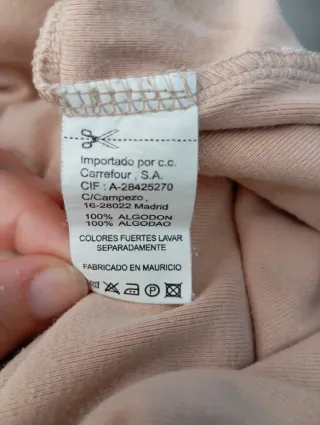 Importado por c.c.
Carrefour , S.A.
CIF : A-28425270
C/Campezo,
16-28022 Madrid
100% ALGODON
100% ALGODAO
COLORES FUERTES LAVAR
SEPARADAMENTE
FABRICADO EN MAURICIO
P